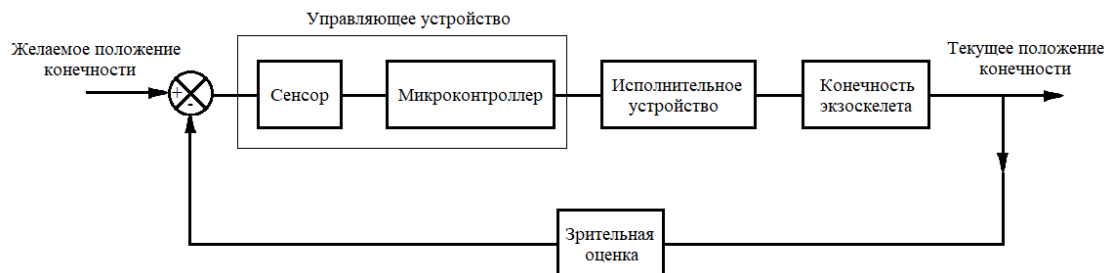 Управляющее устройство
Желаемое положение
конечности
Текущее положение
конечности
+
-
Сенсор
Микроконтроллер
Исполнительное
устройство
Конечность
экзоскелета
Зрительная
оценка